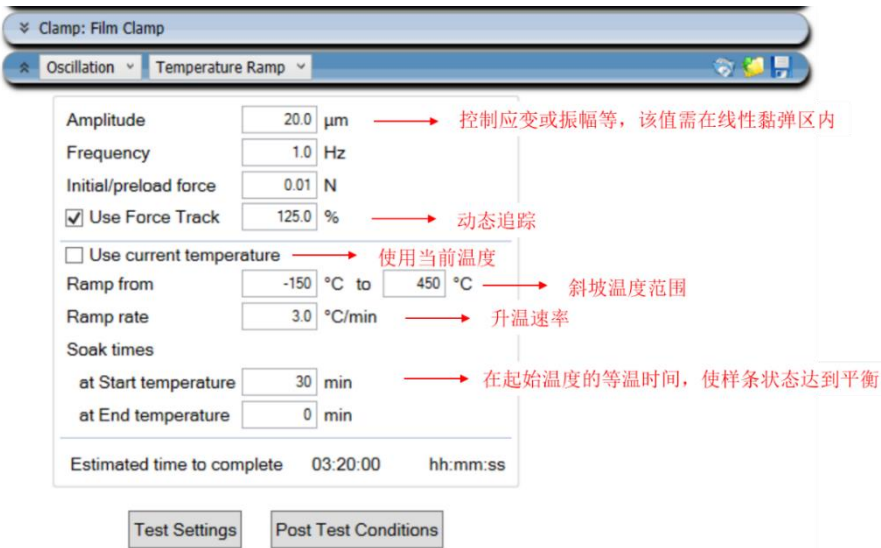 Clamp: Film Clamp
Oscillation Temperature Ramp
Amplitude 20.0 µm 控制应变或振幅等，该值需在线性黏弹区内
Frequency 1.0 Hz
Initial/preload force 0.01 N
Use Force Track 125.0 % 动态追踪
Use current temperature 使用当前温度
Ramp from -150 °C to 450 °C 斜坡温度范围
Ramp rate 3.0 °C/min 升温速率
Soak times
at Start temperature 30 min 在起始温度的等温时间，使样条状态达到平衡
at End temperature 0 min
Estimated time to complete 03:20:00 hh:mm:ss
Test Settings Post Test Conditions